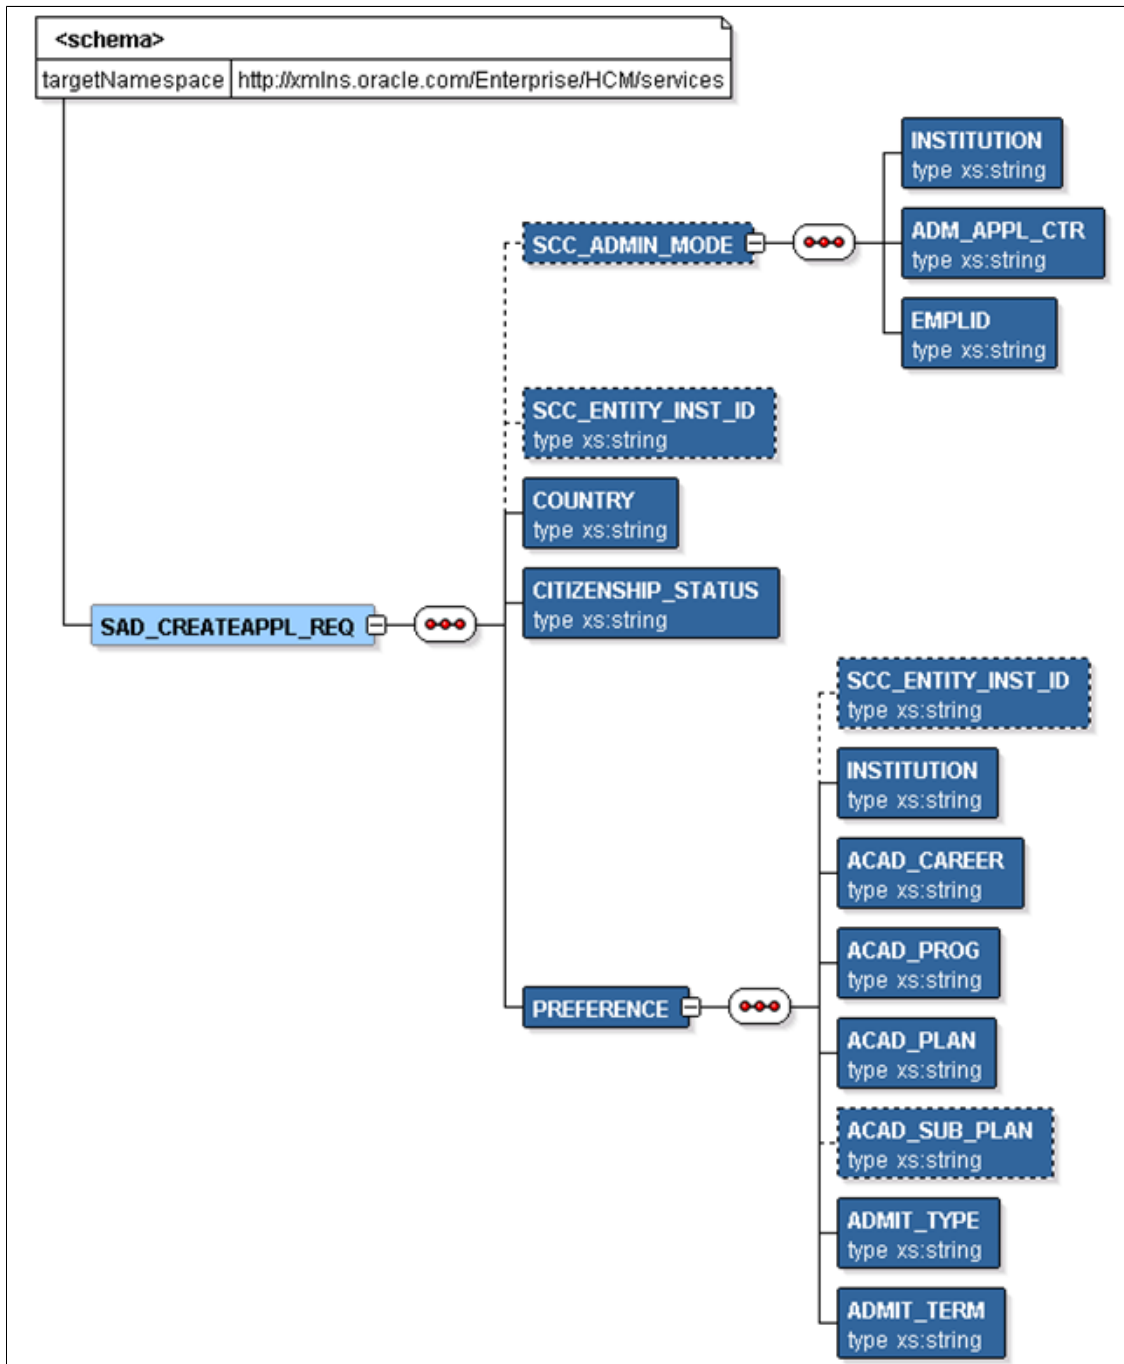 <schema>
targetNamespace http://xmlns.oracle.com/Enterprise/HCM/services
INSTITUTION
type xs:string
ADM_APPL_CTR
type xs:string
EMPLID
type xs:string
SCC_ADMIN_MODE
SCC_ENTITY_INST_ID
type xs:string
COUNTRY
type xs:string
CITIZENSHIP_STATUS
type xs:string
SAD_CREATEAPPL_REQ
SCC_ENTITY_INST_ID
type xs:string
INSTITUTION
type xs:string
ACAD_CAREER
type xs:string
ACAD_PROG
type xs:string
PREFERENCE
ACAD_PLAN
type xs:string
ACAD_SUB_PLAN
type xs:string
ADMIT_TYPE
type xs:string
ADMIT_TERM
type xs:string